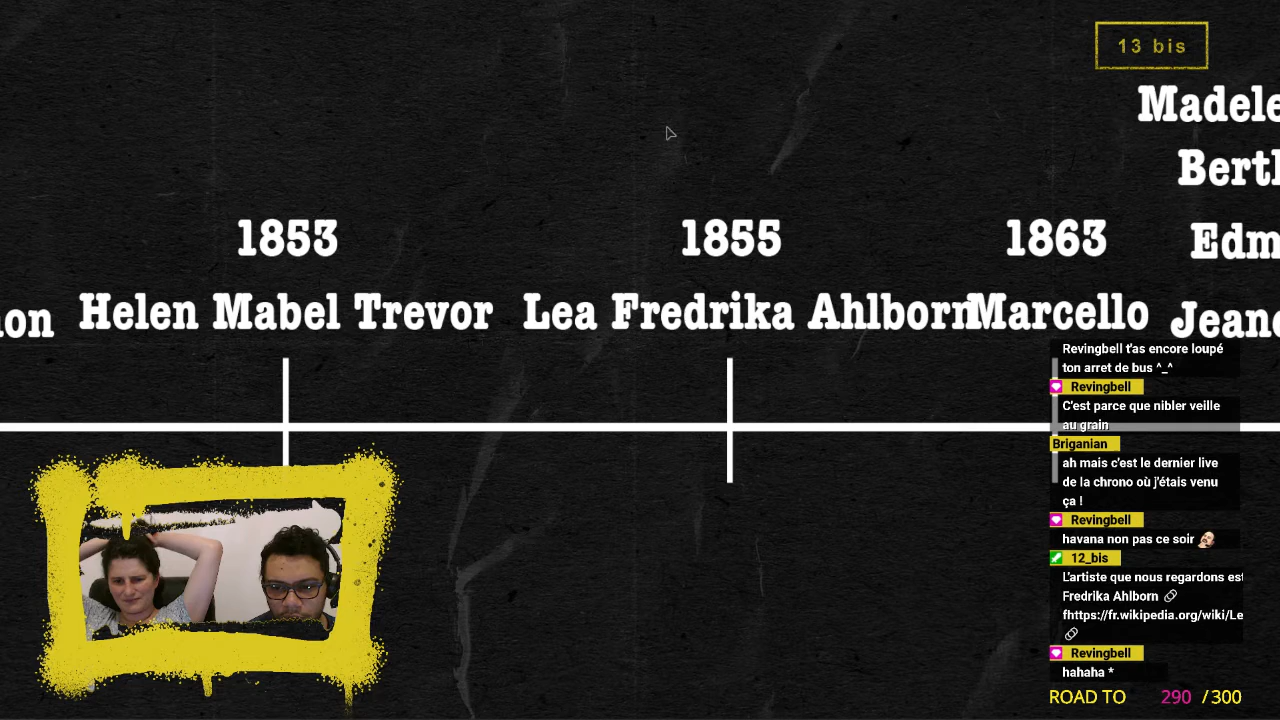 13 bis
Madele
Bertl
1853
1855
1863
Edm
on
Helen Mabel Trevor
Lea Fredrika Ahlborn
Marcello
Jeand
Revingbell t'as encore loupé
ton arret de bus ^_^
Revingbell
C'est parce que nibler veille
au grain
Briganian
ah mais c'est le dernier live
de la chrono où j'étais venu
ça !
Revingbell
havana non pas ce soir
12_bis
L'artiste que nous regardons est
Fredrika Ahlborn
fhttps://fr.wikipedia.org/wiki/Le
Revingbell
hahaha *
ROAD TO 290 /300